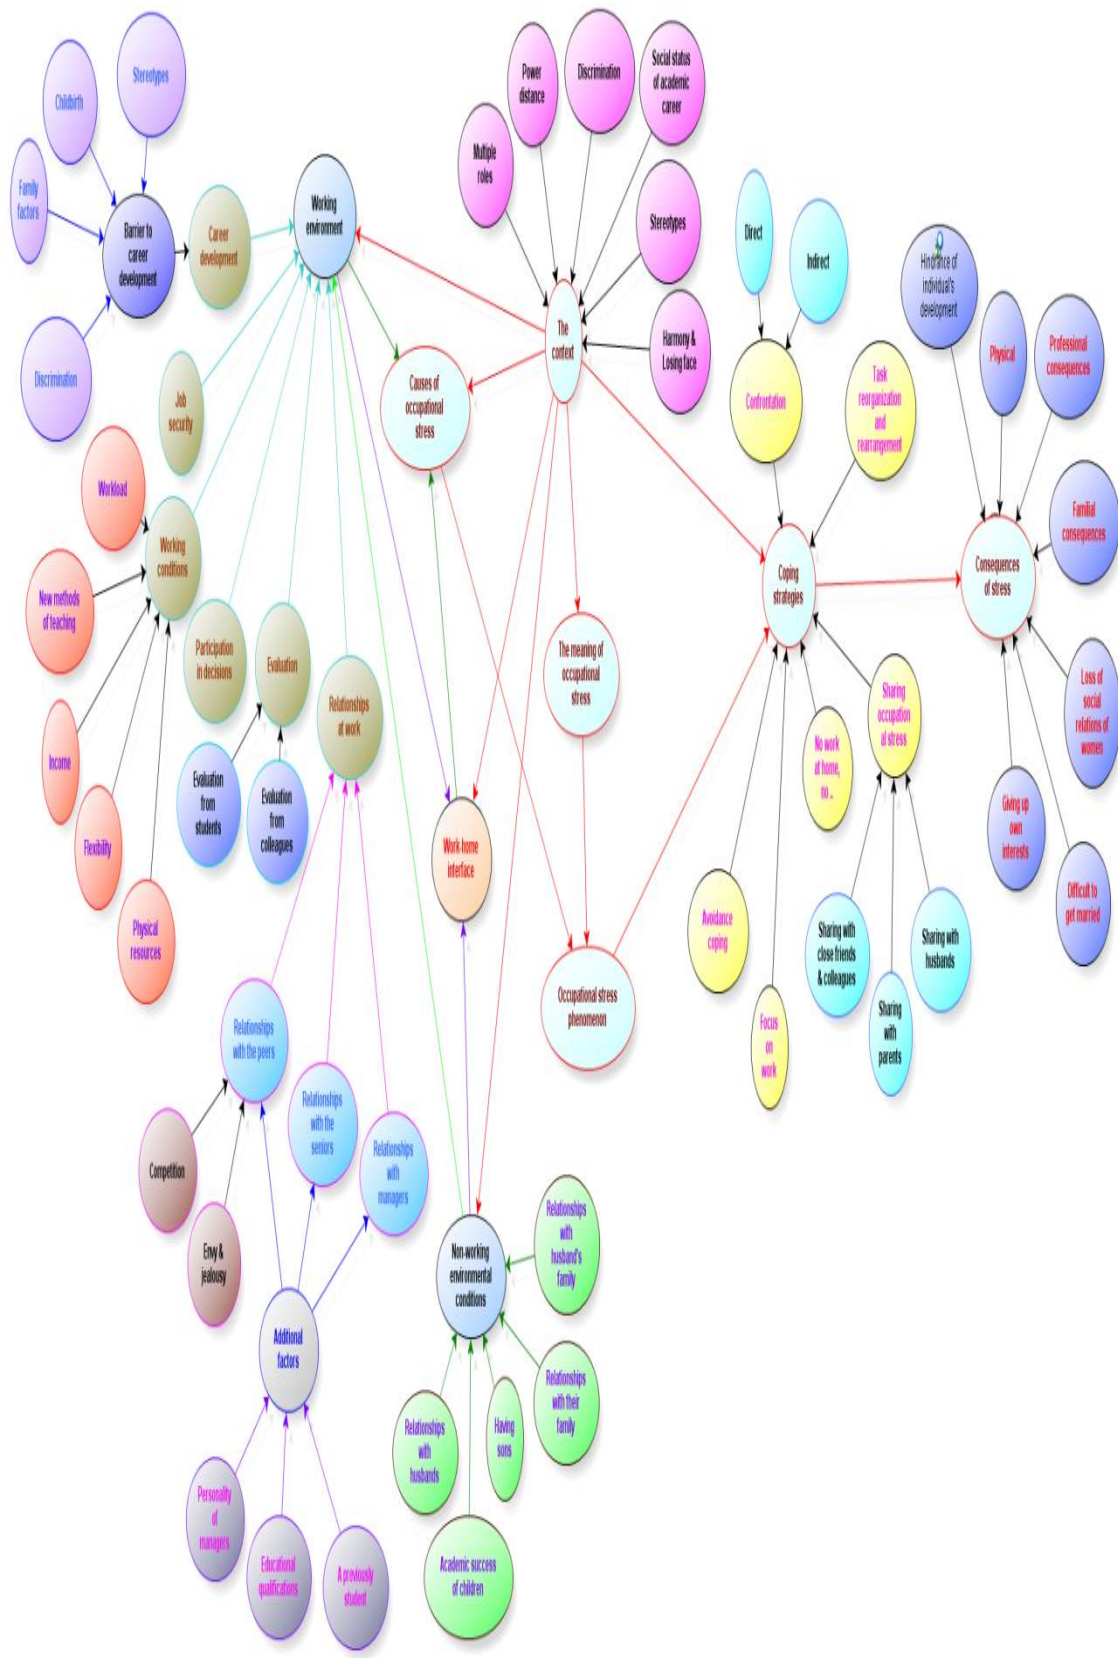 Stereotypes
Childbirth
Family
factors
Barrier to
career
development
Discrimination
Career
development
Working
environment
Multiple
roles
Power
distance
Discrimination
Social status
of academic
career
Stereotypes
Harmony &
Losing face
The
context
Causes of
occupational
stress
Job
security
Workload
Working
conditions
New methods
of teaching
Income
Flexibility
Physical
resources
Participation
in decisions
Evaluation
Evaluation
from
students
Evaluation
from
colleagues
Relationships
at work
Direct
Indirect
Confrontation
Task
reorganization
and
rearrangement
Coping
strategies
Hindrance of
individual's
development
Physical
Professional
consequences
Familial
consequences
Consequences
of stress
Loss of
social
relations of
women
Giving up
own
interests
Difficult to
get married
The meaning of
occupational
stress
Sharing
occupation
al stress
No work
at home,
no ..
Avoidance
coping
Focus
on
work
Sharing with
close friends
& colleagues
Sharing
with
parents
Sharing with
husbands
Work-home
interface
Occupational stress
phenomenon
Relationships
with the peers
Relationships
with the
seniors
Relationships
with
managers
Competition
Envy &
jealousy
Additional
factors
Personality
of
managers
Educational
qualifications
A previously
student
Non-working
environmental
conditions
Relationships
with
husband's
family
Relationships
with their
family
Having
sons
Relationships
with
husbands
Academic success
of children